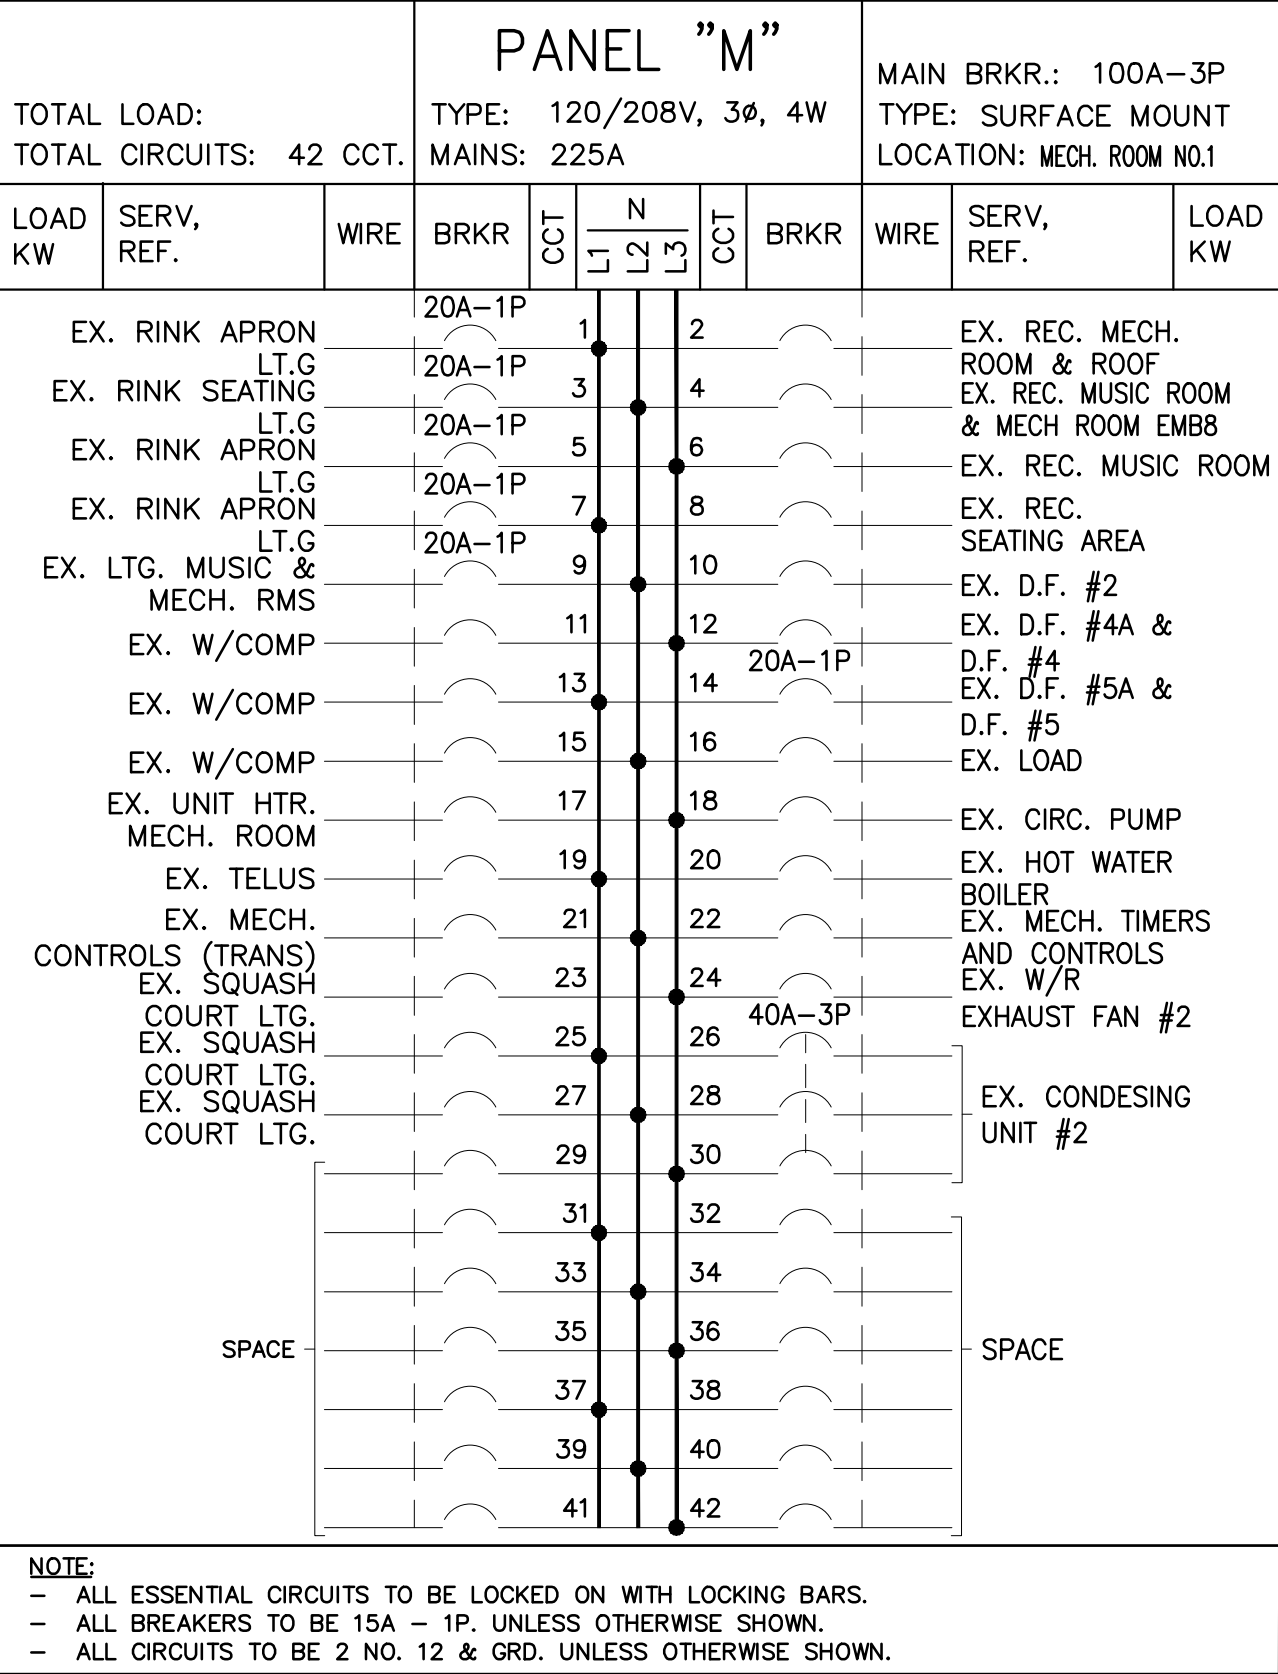 PANEL "M"
TOTAL LOAD:
TOTAL CIRCUITS: 42 CCT.
TYPE: 120/208V, 3ø, 4W
MAINS: 225A
MAIN BRKR.: 100A-3P
TYPE: SURFACE MOUNT
LOCATION: MECH. ROOM NO.1
LOAD KW
SERV, REF.
WIRE
BRKR
CCT
N
L1 L2 L3
CCT
BRKR
WIRE
SERV, REF.
LOAD KW
20A-1P
EX. RINK APRON 1 2 EX. REC. MECH.
LT.G ROOM & ROOF
20A-1P
EX. RINK SEATING 3 4 EX. REC. MUSIC ROOM
LT.G & MECH ROOM EMB8
20A-1P
EX. RINK APRON 5 6 EX. REC. MUSIC ROOM
LT.G
20A-1P
EX. RINK APRON 7 8 EX. REC.
LT.G SEATING AREA
20A-1P
EX. LTG. MUSIC & 9 10 EX. D.F. #2
MECH. RMS
EX. W/COMP 11 12 EX. D.F. #4A &
D.F. #4
20A-1P
EX. W/COMP 13 14 EX. D.F. #5A &
D.F. #5
EX. W/COMP 15 16 EX. LOAD
EX. UNIT HTR. 17 18 EX. CIRC. PUMP
MECH. ROOM
EX. TELUS 19 20 EX. HOT WATER
BOILER
EX. MECH. 21 22 EX. MECH. TIMERS
CONTROLS (TRANS) AND CONTROLS
EX. SQUASH 23 24 EX. W/R
COURT LTG. EXHAUST FAN #2
40A-3P
EX. SQUASH 25 26
COURT LTG.
EX. SQUASH 27 28 EX. CONDESING
COURT LTG. UNIT #2
29 30
31 32
33 34
SPACE 35 36 SPACE
37 38
39 40
41 42
NOTE:
- ALL ESSENTIAL CIRCUITS TO BE LOCKED ON WITH LOCKING BARS.
- ALL BREAKERS TO BE 15A - 1P. UNLESS OTHERWISE SHOWN.
- ALL CIRCUITS TO BE 2 NO. 12 & GRD. UNLESS OTHERWISE SHOWN.